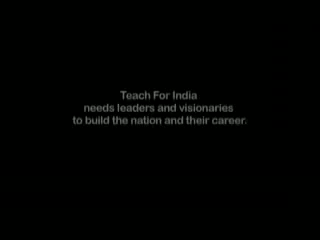 Teach For India
needs leaders and visionaries
to build the nation and their career.